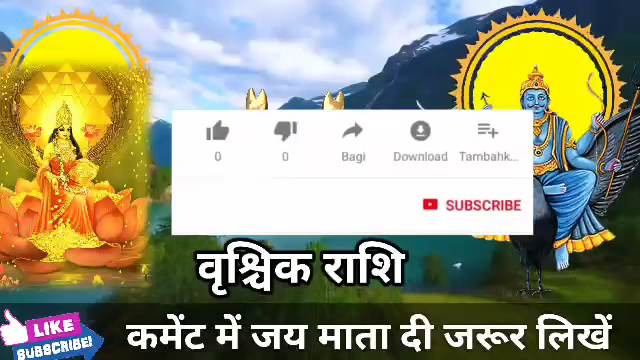 0 0 Bagi Download Tambahk...
SUBSCRIBE
वृश्चिक राशि
LIKE
SUBSCRIBE!
कमेंट में जय माता दी जरूर लिखें